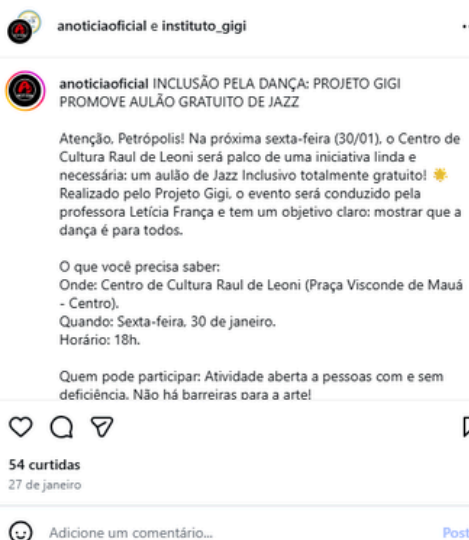 anoticiaoficial e instituto_gigi
anoticiaoficial INCLUSÃO PELA DANÇA: PROJETO GIGI
PROMOVE AULÃO GRATUITO DE JAZZ
Atenção, Petrópolis! Na próxima sexta-feira (30/01), o Centro de
Cultura Raul de Leoni será palco de uma iniciativa linda e
necessária: um aulão de Jazz Inclusivo totalmente gratuito! 🌟
Realizado pelo Projeto Gigi, o evento será conduzido pela
professora Letícia França e tem um objetivo claro: mostrar que a
dança é para todos.
O que você precisa saber:
Onde: Centro de Cultura Raul de Leoni (Praça Visconde de Mauá
- Centro).
Quando: Sexta-feira, 30 de janeiro.
Horário: 18h.
Quem pode participar: Atividade aberta a pessoas com e sem
deficiência. Não há barreiras para a arte!
54 curtidas
27 de janeiro
Adicione um comentário...
Post